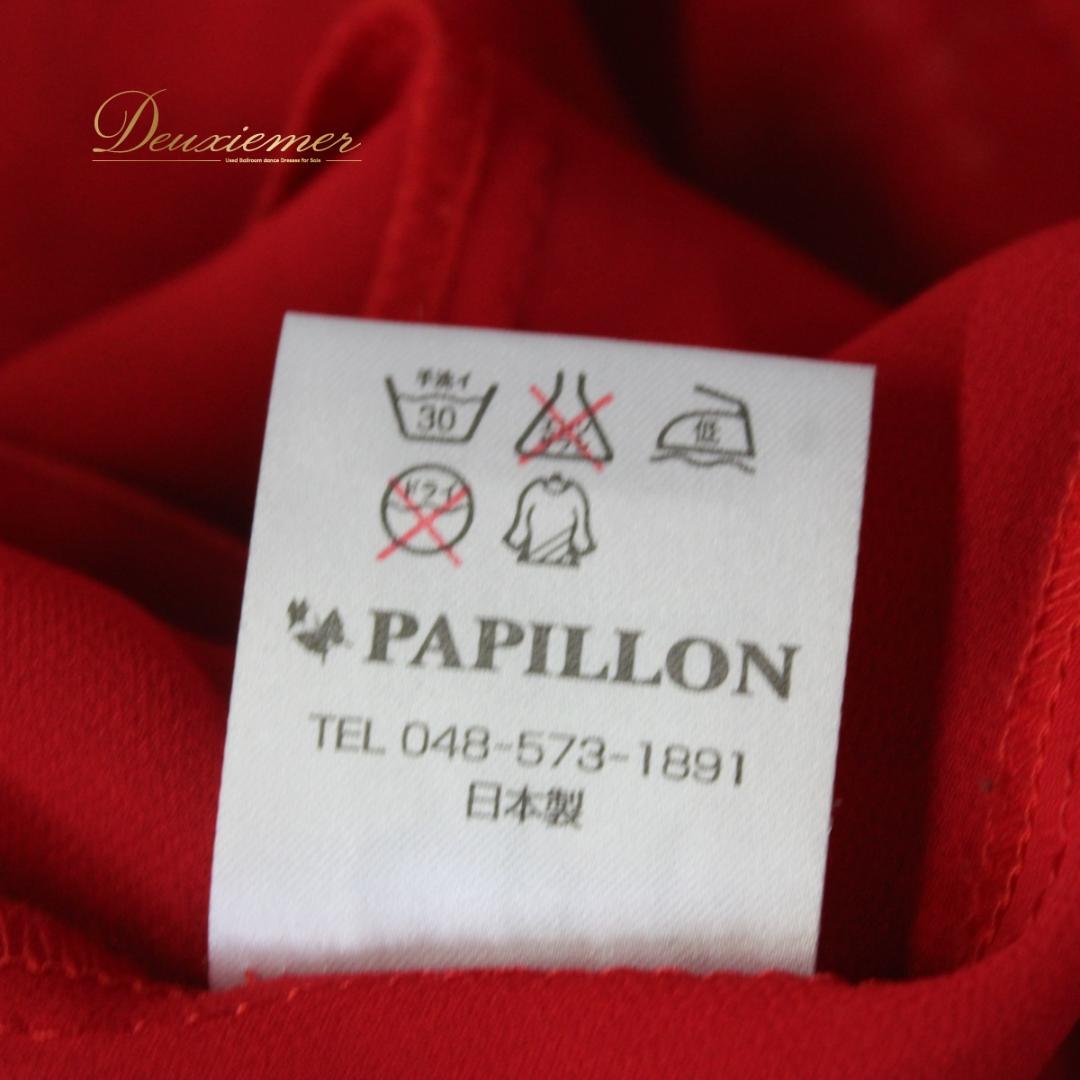 Deuxiemer
Used Ballroom dance Dresses for Sale
手洗イ
30
低
ドライ
PAPILLON
TEL 048-573-1891
日本製